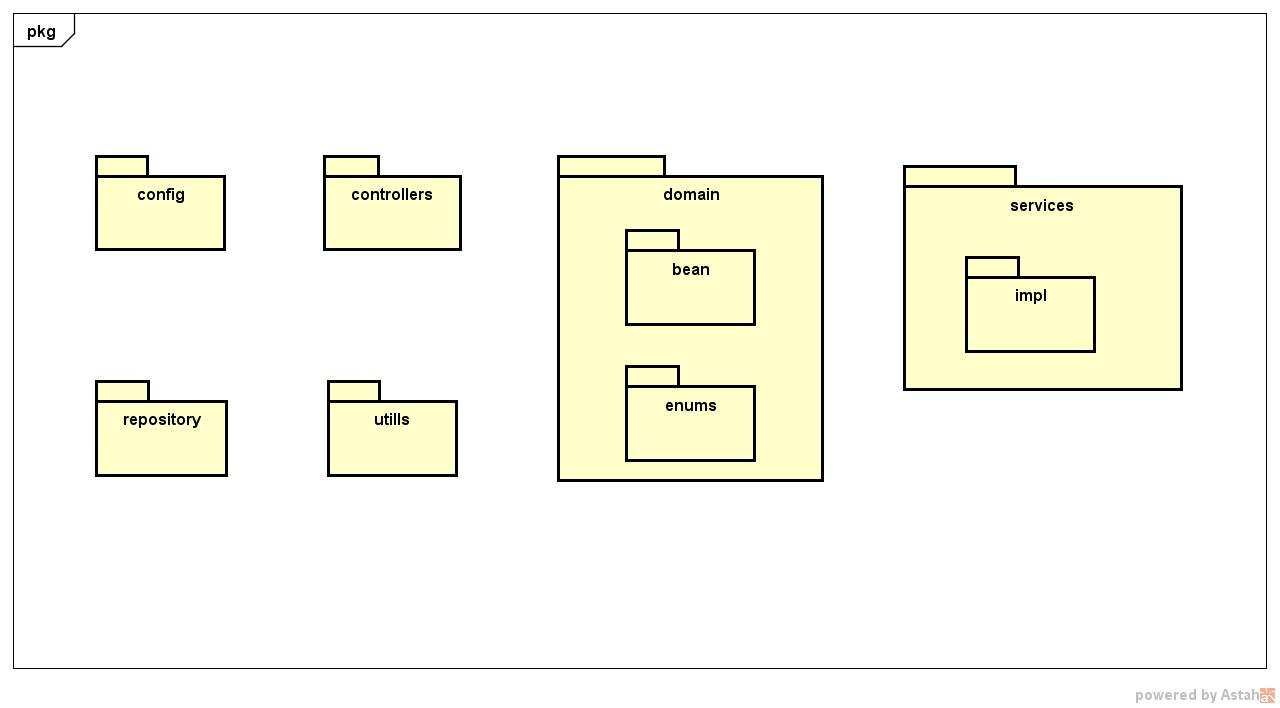 pkg
config
controllers
domain
services
bean
impl
enums
repository
utills
powered by Astah